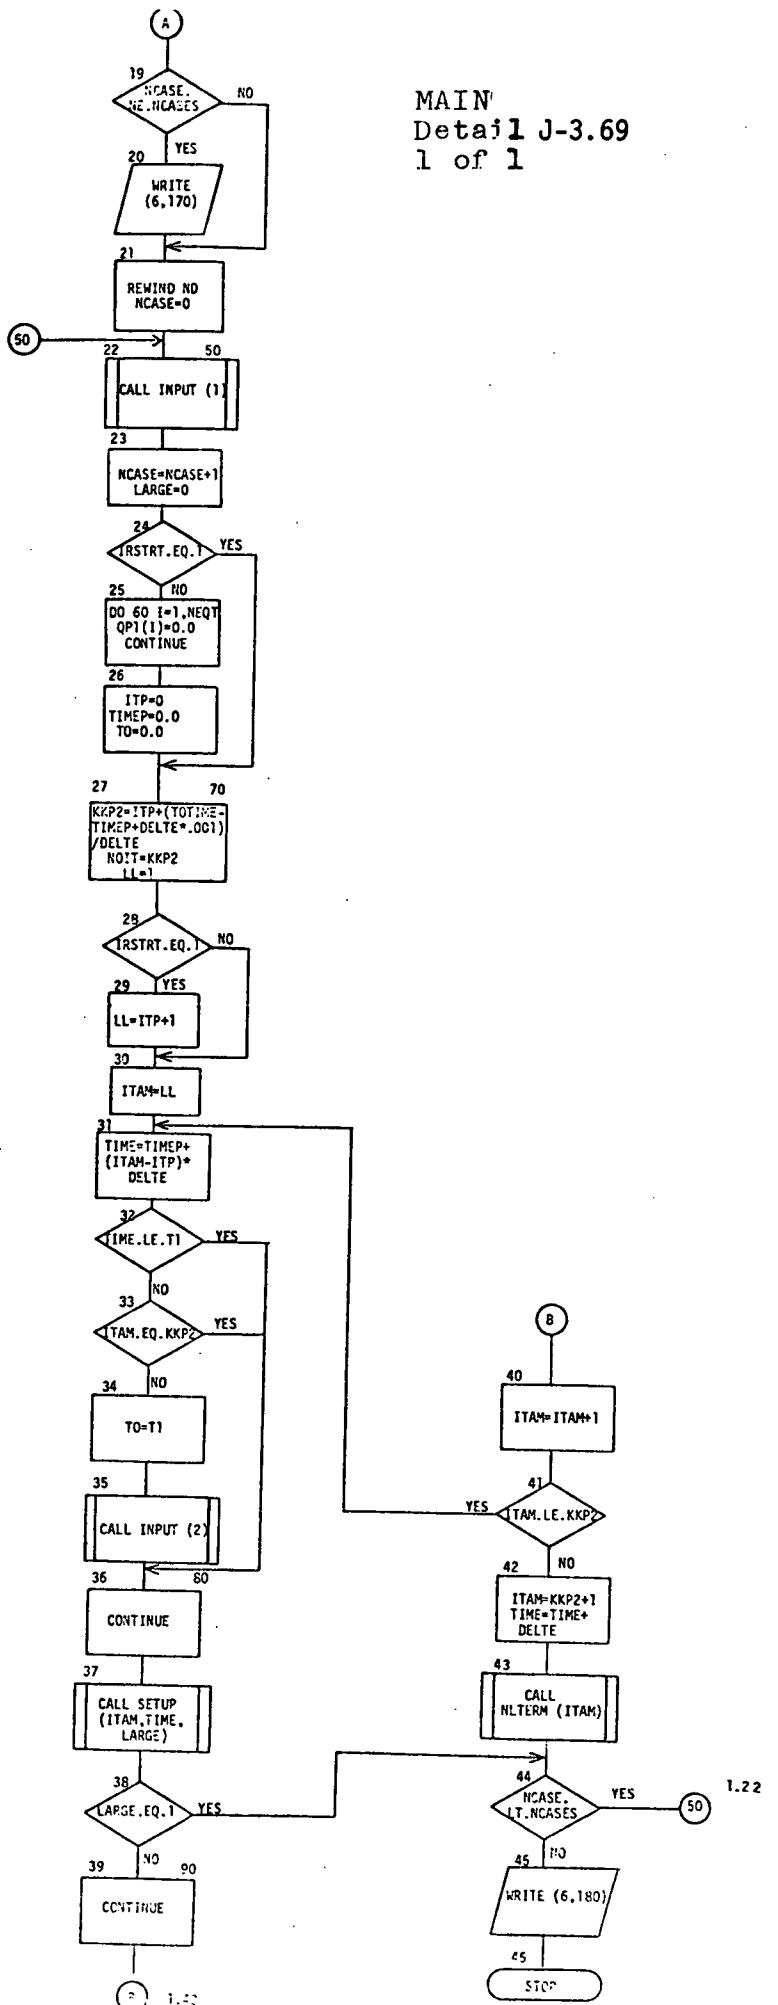 A
MAIN
Detail J-3.69
1 of 1
19
NCASE.
NE.NCASES
NO
YES
20
WRITE
(6,170)
21
REWIND ND
NCASE=0
50
22
50
CALL INPUT (1)
23
NCASE=NCASE+1
LARGE=0
24
IRSTRT.EQ.1
YES
NO
25
DO 60 I=1,NEQT
QP1(I)=0.0
CONTINUE
26
ITP=0
TIMEP=0.0
TO=0.0
27
70
KKP2=ITP+(TOTIME-
TIMEP+DELTE*.001)
/DELTE
NOIT=KKP2
LL=1
28
IRSTRT.EQ.1
NO
YES
29
LL=ITP+1
30
ITAM=LL
31
TIME=TIMEP+
(ITAM-ITP)*
DELTE
32
TIME.LE.T1
YES
NO
33
ITAM.EQ.KKP2
YES
NO
34
TO=T1
35
CALL INPUT (2)
36
80
CONTINUE
37
CALL SETUP
(ITAM,TIME,
LARGE)
38
LARGE.EQ.1
YES
NO
39
90
CONTINUE
B
40
ITAM=ITAM+1
41
ITAM.LE.KKP2
YES
NO
42
ITAM=KKP2+1
TIME=TIME+
DELTE
43
CALL
NLTERM (ITAM)
44
NCASE.
LT.NCASES
YES
50
1.22
NO
45
WRITE (6,180)
45
STOP